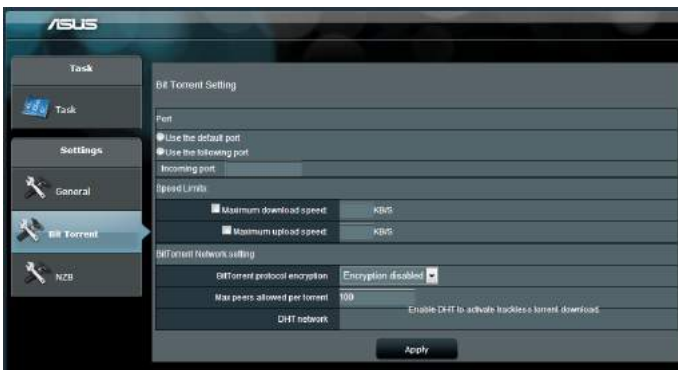 ASUS
Task
Task
Settings
General
Bit Torrent
NZB
Bit Torrent Setting
Port
Use the default port
Use the following port
Incoming port
Speed Limits
Maximum download speed: KB/S
Maximum upload speed: KB/S
BitTorrent Network setting
BitTorrent protocol encryption Encryption disabled
Max peers allowed per torrent 100
DHT network Enable DHT to activate trackless torrent download.
Apply